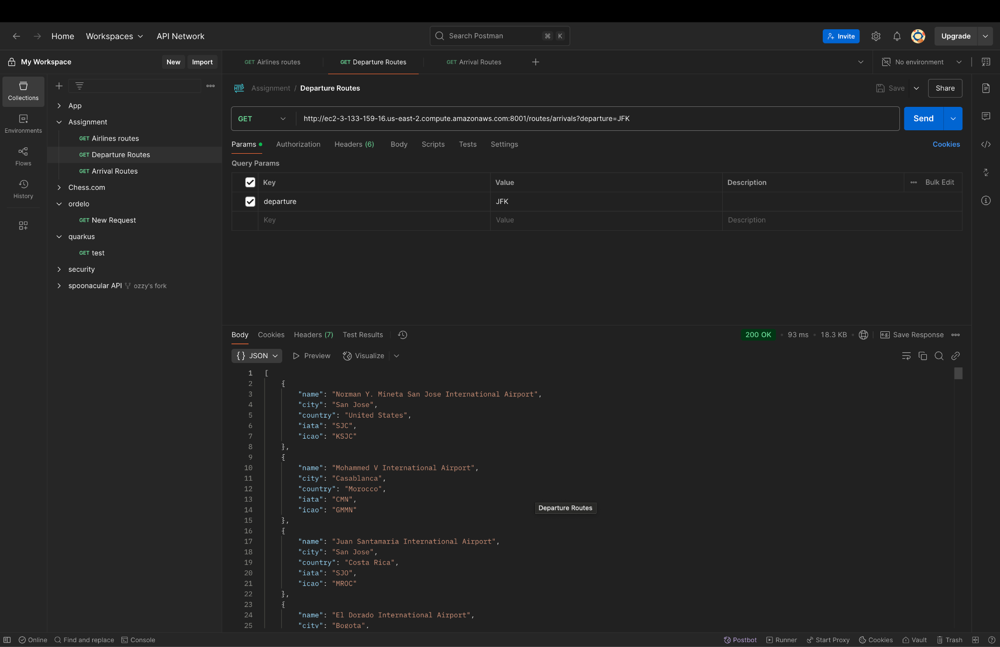 Home Workspaces API Network
Search Postman ⌘ K
Invite
Upgrade
My Workspace
New Import
GET Airlines routes
GET Departure Routes
GET Arrival Routes
No environment
Collections
Environments
Flows
History
App
Assignment
GET Airlines routes
GET Departure Routes
GET Arrival Routes
Chess.com
ordelo
GET New Request
quarkus
GET test
security
spoonacular API ozzy's fork
HTTP Assignment / Departure Routes
Save
Share
GET http://ec2-3-133-159-16.us-east-2.compute.amazonaws.com:8001/routes/arrivals?departure=JFK
Send
Params Authorization Headers (6) Body Scripts Tests Settings
Cookies
Query Params
Key Value Description Bulk Edit
departure JFK
Key Value Description
Body Cookies Headers (7) Test Results
200 OK • 93 ms • 18.3 KB • e.g. Save Response
{} JSON Preview Visualize
1 [
2 {
3 "name": "Norman Y. Mineta San Jose International Airport",
4 "city": "San Jose",
5 "country": "United States",
6 "iata": "SJC",
7 "icao": "KSJC"
8 },
9 {
10 "name": "Mohammed V International Airport",
11 "city": "Casablanca",
12 "country": "Morocco",
13 "iata": "CMN",
14 "icao": "GMMN"
15 },
16 {
17 "name": "Juan Santamaria International Airport",
18 "city": "San Jose",
19 "country": "Costa Rica",
20 "iata": "SJO",
21 "icao": "MROC"
22 },
23 {
24 "name": "El Dorado International Airport",
25 "city": "Bogota",
Departure Routes
Online Find and replace Console
Postbot Runner Start Proxy Cookies Vault Trash